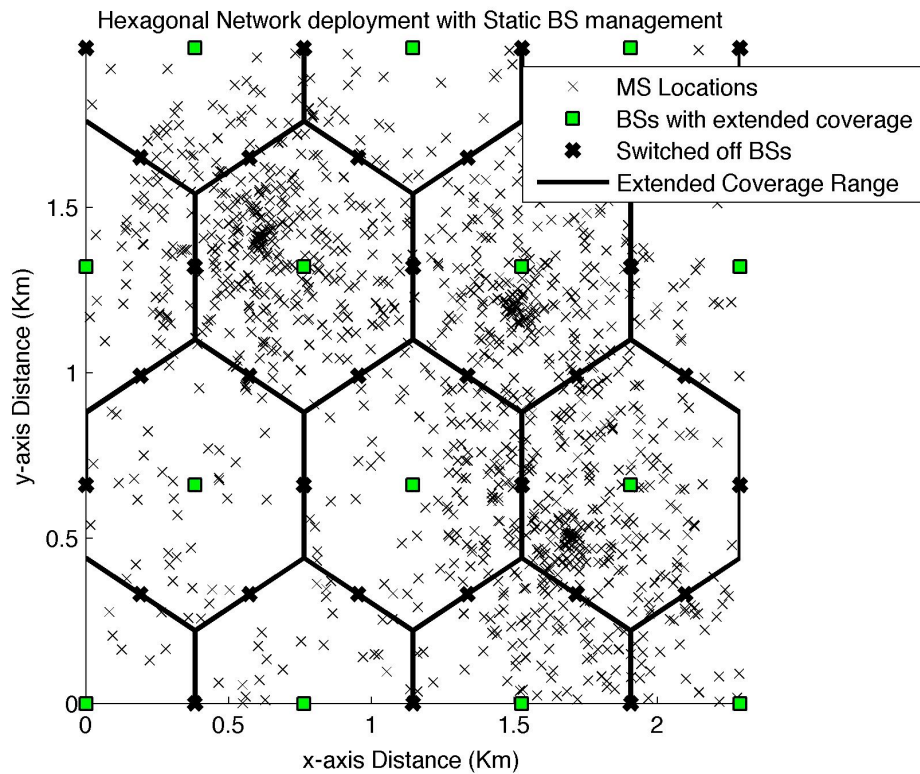 Hexagonal Network deployment with Static BS management
MS Locations
BSs with extended coverage
Switched off BSs
Extended Coverage Range
1.5
1
0.5
0
y-axis Distance (Km)
0
0.5
1
1.5
2
x-axis Distance (Km)